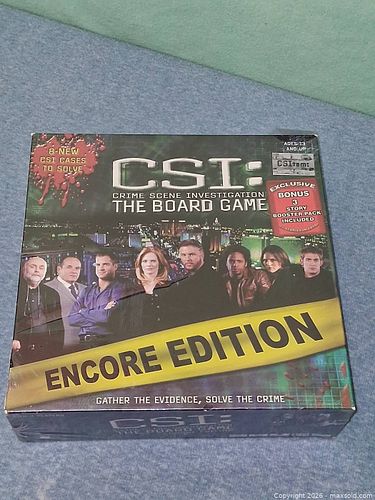 8-NEW
CSI CASES
TO SOLVE
AGES 13
AND UP
CSI:
CRIME SCENE INVESTIGATION
THE BOARD GAME
EXCLUSIVE
BONUS
3
STORY
BOOSTER PACK
INCLUDED
ENCORE EDITION
GATHER THE EVIDENCE, SOLVE THE CRIME
CSI:
THE BOARD GAME
Copyright 2026 - maxsold.com